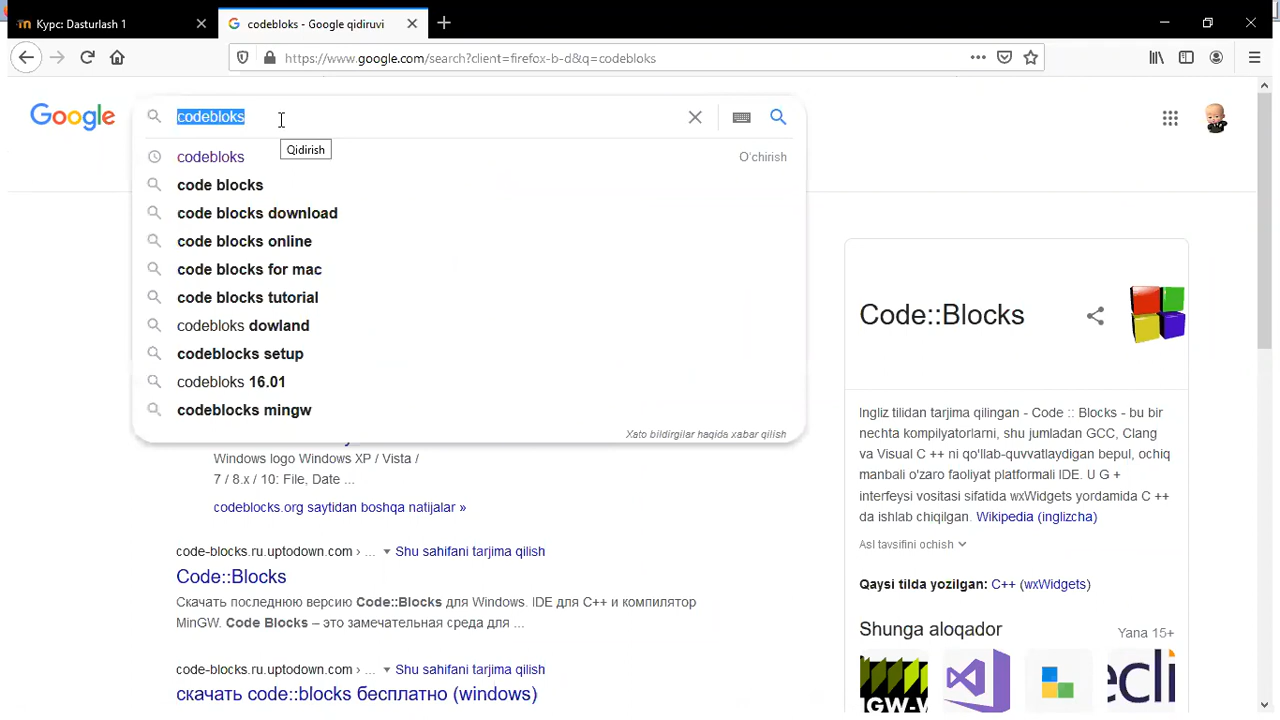 Курс: Dasturlash 1
codebloks - Google qidiruvi
https://www.google.com/search?client=firefox-b-d&q=codebloks
Google
codebloks
Qidirish
codebloks
O'chirish
code blocks
code blocks download
code blocks online
code blocks for mac
code blocks tutorial
codebloks dowland
codeblocks setup
codebloks 16.01
codeblocks mingw
Xato bildirgilar haqida xabar qilish
Windows logo Windows XP / Vista /
7 / 8.x / 10: File, Date ...
codeblocks.org saytidan boshqa natijalar »
code-blocks.ru.uptodown.com › ... Shu sahifani tarjima qilish
Code::Blocks
Скачать последнюю версию Code::Blocks для Windows. IDE для C++ и компилятор
MinGW. Code Blocks – это замечательная среда для ...
code-blocks.ru.uptodown.com › ... Shu sahifani tarjima qilish
скачать code::blocks бесплатно (windows)
Code::Blocks
Ingliz tilidan tarjima qilingan - Code :: Blocks - bu bir
nechta kompilyatorlarni, shu jumladan GCC, Clang
va Visual C ++ ni qo'llab-quvvatlaydigan bepul, ochiq
manbali o'zaro faoliyat platformali IDE. U G +
interfeysi vositasi sifatida wxWidgets yordamida C ++
da ishlab chiqilgan. Wikipedia (inglizcha)
Asl tavsifini ochish
Qaysi tilda yozilgan: C++ (wxWidgets)
Shunga aloqador
Yana 15+